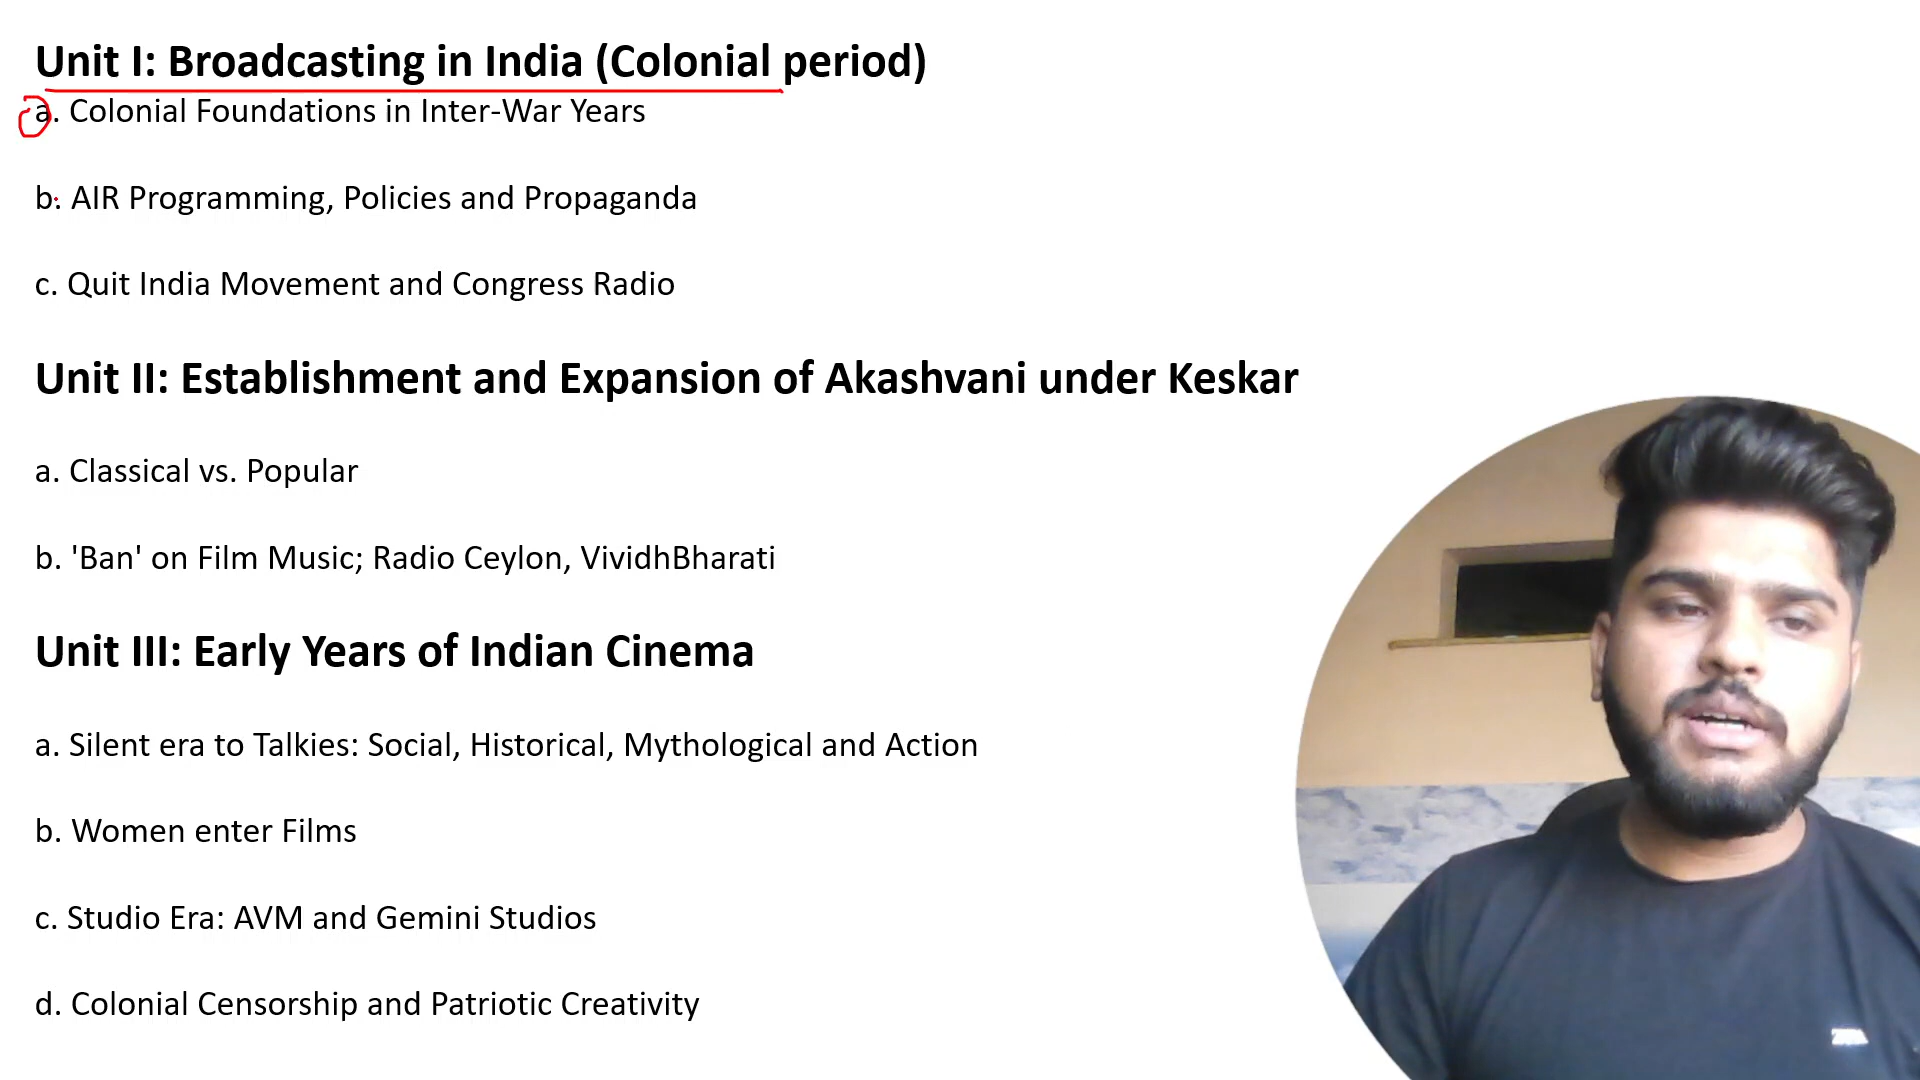 Unit I: Broadcasting in India (Colonial period)
a. Colonial Foundations in Inter-War Years
b. AIR Programming, Policies and Propaganda
c. Quit India Movement and Congress Radio
Unit II: Establishment and Expansion of Akashvani under Keskar
a. Classical vs. Popular
b. 'Ban' on Film Music; Radio Ceylon, VividhBharati
Unit III: Early Years of Indian Cinema
a. Silent era to Talkies: Social, Historical, Mythological and Action
b. Women enter Films
c. Studio Era: AVM and Gemini Studios
d. Colonial Censorship and Patriotic Creativity